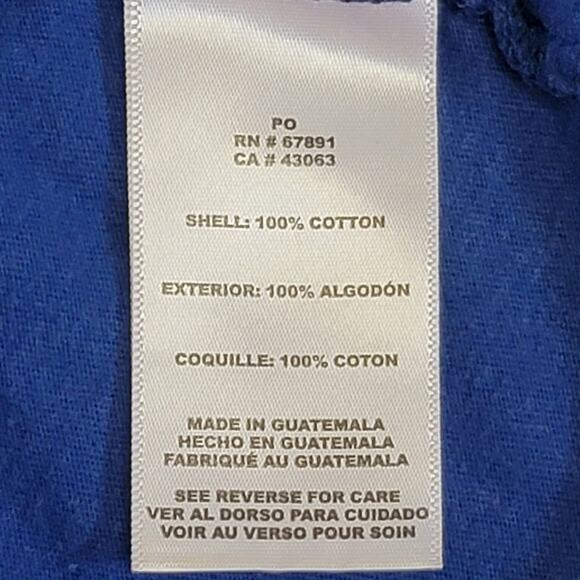 PO
RN # 67891
CA # 43063
SHELL: 100% COTTON
EXTERIOR: 100% ALGODÓN
COQUILLE: 100% COTON
MADE IN GUATEMALA
HECHO EN GUATEMALA
FABRIQUÉ AU GUATEMALA
SEE REVERSE FOR CARE
VER AL DORSO PARA CUIDADO
VOIR AU VERSO POUR SOIN